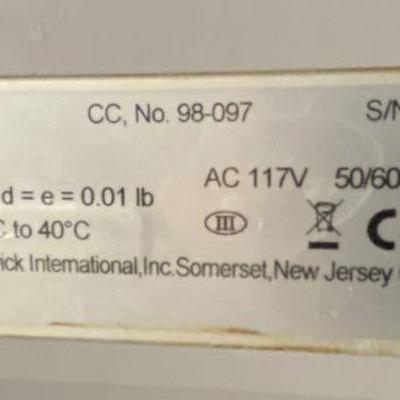 CC, No. 98-097 S/N
AC 117V 50/60
d = e = 0.01 lb
C to 40°C III
ick International,Inc.Somerset,New Jersey